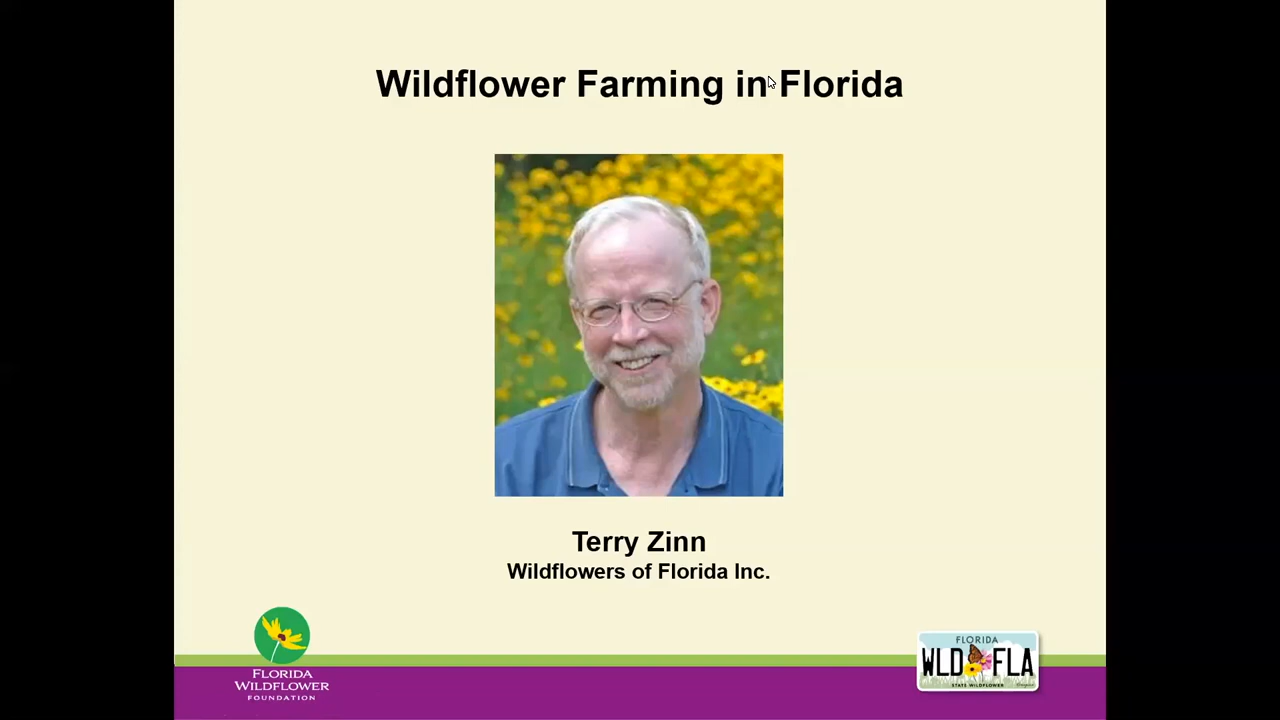 Wildflower Farming in Florida
Terry Zinn
Wildflowers of Florida Inc.
FLORIDA
WILDFLOWER
FOUNDATION
FLORIDA
WLD FLA
STATE WILDFLOWER